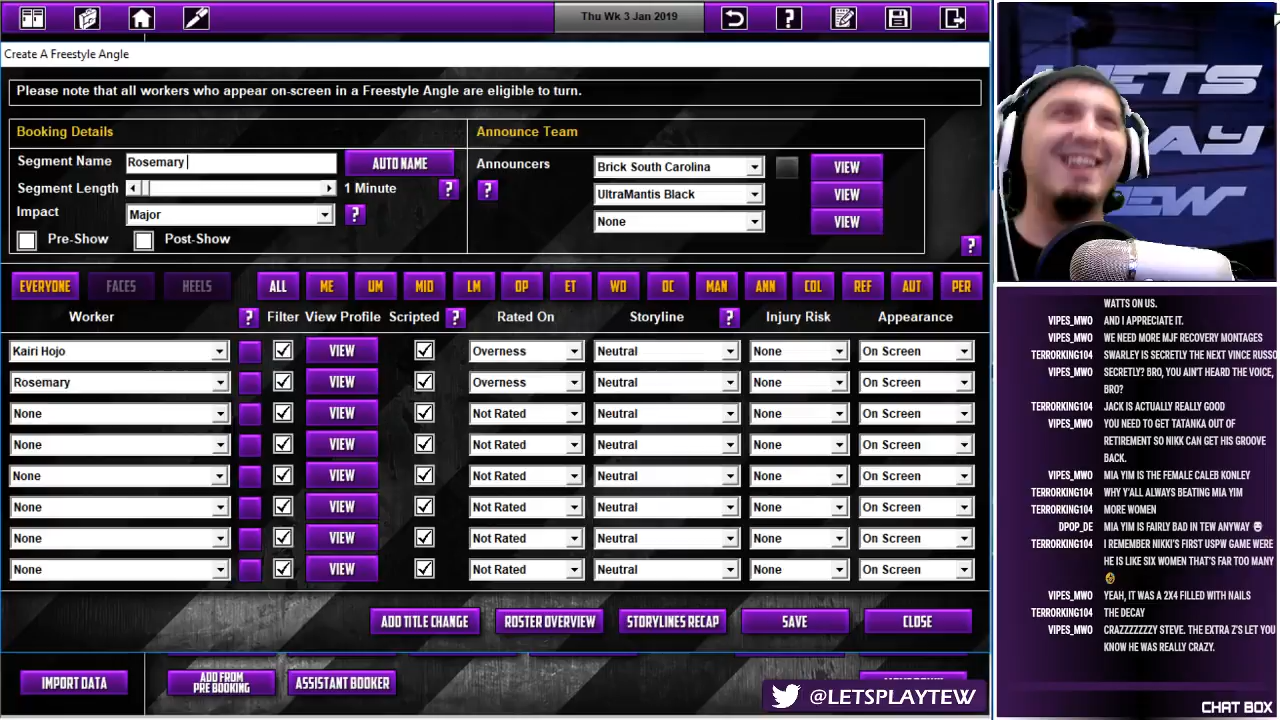 Thu Wk 3 Jan 2019
Create A Freestyle Angle
Please note that all workers who appear on-screen in a Freestyle Angle are eligible to turn.
Booking Details
Announce Team
Segment Name Rosemary AUTO NAME
Announcers Brick South Carolina VIEW
Segment Length 1 Minute ?
? UltraMantis Black VIEW
Impact Major ?
None VIEW
Pre-Show Post-Show
?
EVERYONE FACES HEELS ALL ME UM MID LM OP ET WO OC MAN ANN COL REF AUT PER
Worker ? Filter View Profile Scripted ? Rated On Storyline ? Injury Risk Appearance
Kairi Hojo VIEW Overness Neutral None On Screen
Rosemary VIEW Overness Neutral None On Screen
None VIEW Not Rated Neutral None On Screen
None VIEW Not Rated Neutral None On Screen
None VIEW Not Rated Neutral None On Screen
None VIEW Not Rated Neutral None On Screen
None VIEW Not Rated Neutral None On Screen
None VIEW Not Rated Neutral None On Screen
ADD TITLE CHANGE ROSTER OVERVIEW STORYLINES RECAP SAVE CLOSE
IMPORT DATA ADD FROM PRE BOOKING ASSISTANT BOOKER
@LETSPLAYTEW
LETS
PLAY
TEW
WATTS ON US.
VIPES_MWO AND I APPRECIATE IT.
VIPES_MWO WE NEED MORE MJF RECOVERY MONTAGES
TERRORKING104 SWARLEY IS SECRETLY THE NEXT VINCE RUSSO
VIPES_MWO SECRETLY? BRO, YOU AIN'T HEARD THE VOICE,
BRO?
TERRORKING104 JACK IS ACTUALLY REALLY GOOD
VIPES_MWO YOU NEED TO GET TATANKA OUT OF
RETIREMENT SO NIKK CAN GET HIS GROOVE
BACK.
VIPES_MWO MIA YIM IS THE FEMALE CALEB KONLEY
TERRORKING104 WHY Y'ALL ALWAYS BEATING MIA YIM
TERRORKING104 MORE WOMEN
DPOP_DE MIA YIM IS FAIRLY BAD IN TEW ANYWAY
TERRORKING104 I REMEMBER NIKKI'S FIRST USPW GAME WERE
HE IS LIKE SIX WOMEN THAT'S FAR TOO MANY
VIPES_MWO YEAH, IT WAS A 2X4 FILLED WITH NAILS
TERRORKING104 THE DECAY
VIPES_MWO CRAZZZZZZY STEVE. THE EXTRA Z'S LET YOU
KNOW HE WAS REALLY CRAZY.
CHAT BOX